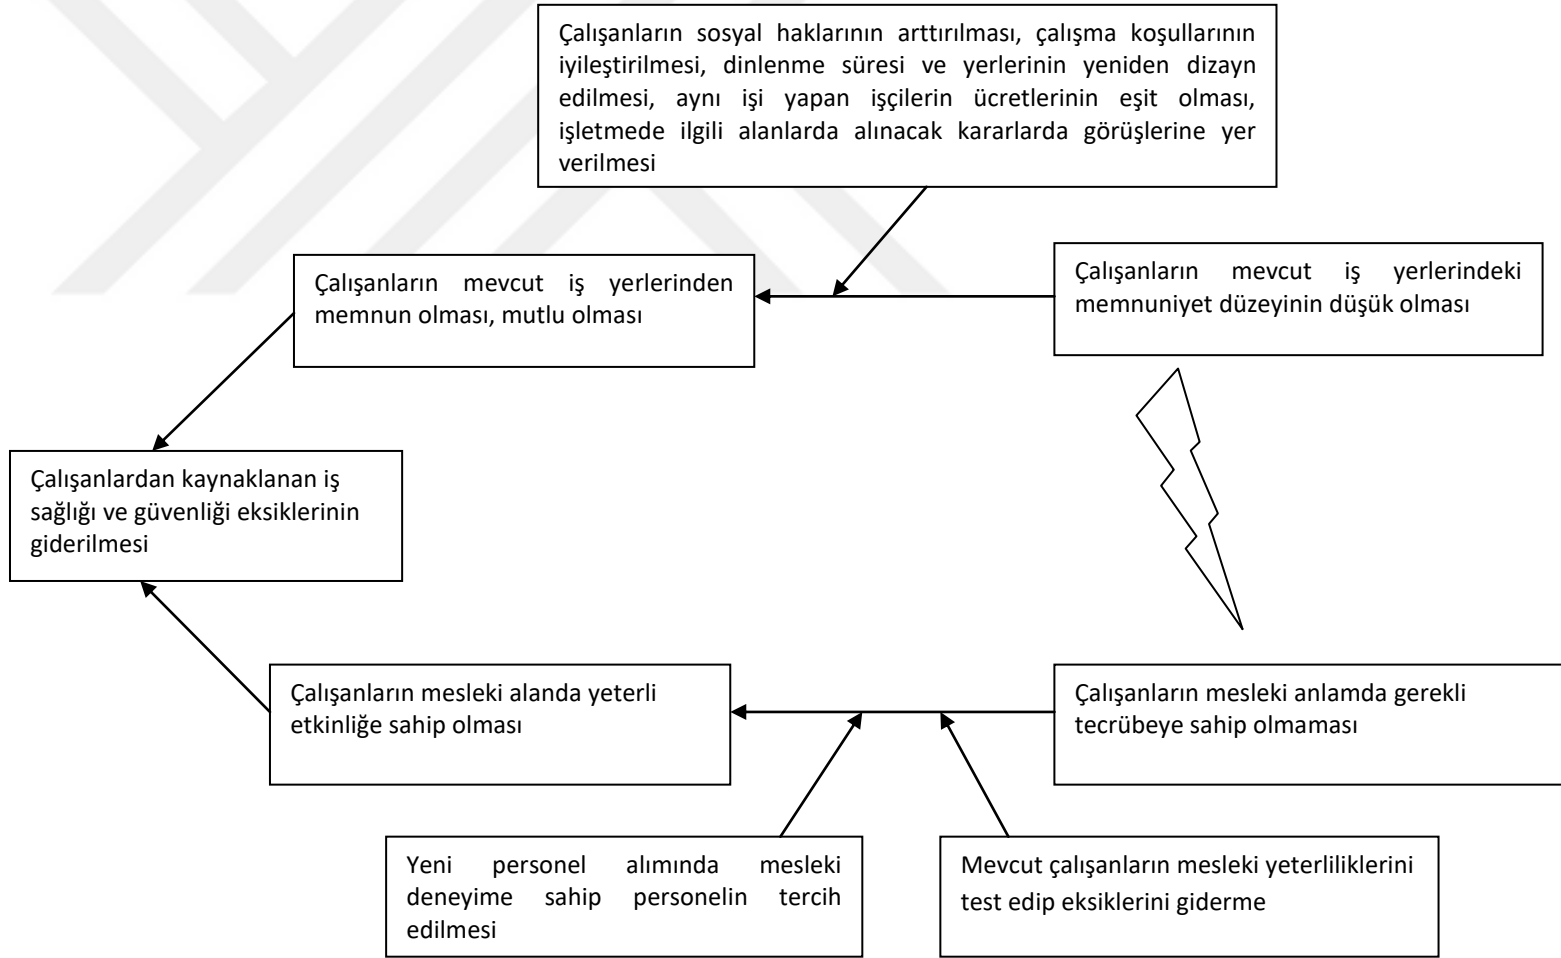 Çalışanların sosyal haklarının arttırılması, çalışma koşullarının
iyileştirilmesi, dinlenme süresi ve yerlerinin yeniden dizayn
edilmesi, aynı işi yapan işçilerin ücretlerinin eşit olması,
işletmede ilgili alanlarda alınacak kararlarda görüşlerine yer
verilmesi
Çalışanların mevcut iş yerlerinden
memnun olması, mutlu olması
Çalışanların mevcut iş yerlerindeki
memnuniyet düzeyinin düşük olması
Çalışanlardan kaynaklanan iş
sağlığı ve güvenliği eksiklerinin
giderilmesi
Çalışanların mesleki alanda yeterli
etkinliğe sahip olması
Çalışanların mesleki anlamda gerekli
tecrübeye sahip olmaması
Yeni personel alımında mesleki
deneyime sahip personelin tercih
edilmesi
Mevcut çalışanların mesleki yeterliliklerini
test edip eksiklerini giderme